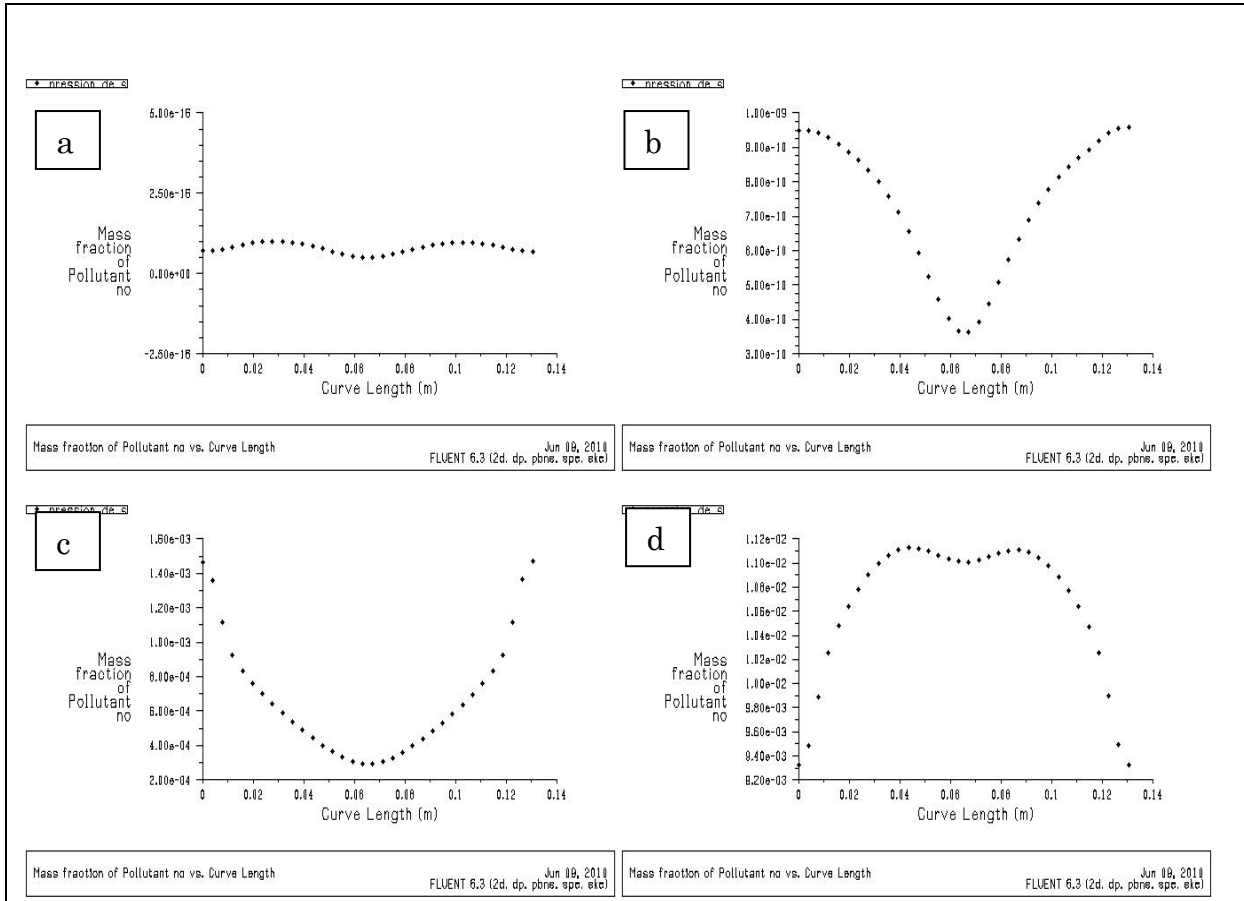 pression de s
a
5.00e-16
2.50e-16
0.00e+00
-2.50e-16
Mass
fraction
of
Pollutant
no
0 0.02 0.04 0.06 0.08 0.1 0.12 0.14
Curve Length (m)
Mass fraction of Pollutant no vs. Curve Length
Jun 09, 2010
FLUENT 6.3 (2d, dp, pbns, spe, ske)
pression de s
b
1.00e-09
9.00e-10
8.00e-10
7.00e-10
6.00e-10
5.00e-10
4.00e-10
3.00e-10
Mass
fraction
of
Pollutant
no
0 0.02 0.04 0.06 0.08 0.1 0.12 0.14
Curve Length (m)
Mass fraction of Pollutant no vs. Curve Length
Jun 09, 2010
FLUENT 6.3 (2d, dp, pbns, spe, ske)
pression de s
c
1.60e-03
1.40e-03
1.20e-03
1.00e-03
8.00e-04
6.00e-04
4.00e-04
2.00e-04
Mass
fraction
of
Pollutant
no
0 0.02 0.04 0.06 0.08 0.1 0.12 0.14
Curve Length (m)
Mass fraction of Pollutant no vs. Curve Length
Jun 09, 2010
FLUENT 6.3 (2d, dp, pbns, spe, ske)
de s
d
1.12e-02
1.10e-02
1.08e-02
1.06e-02
1.04e-02
1.02e-02
1.00e-02
9.80e-03
9.60e-03
9.40e-03
9.20e-03
Mass
fraction
of
Pollutant
no
0 0.02 0.04 0.06 0.08 0.1 0.12 0.14
Curve Length (m)
Mass fraction of Pollutant no vs. Curve Length
Jun 09, 2010
FLUENT 6.3 (2d, dp, pbns, spe, ske)